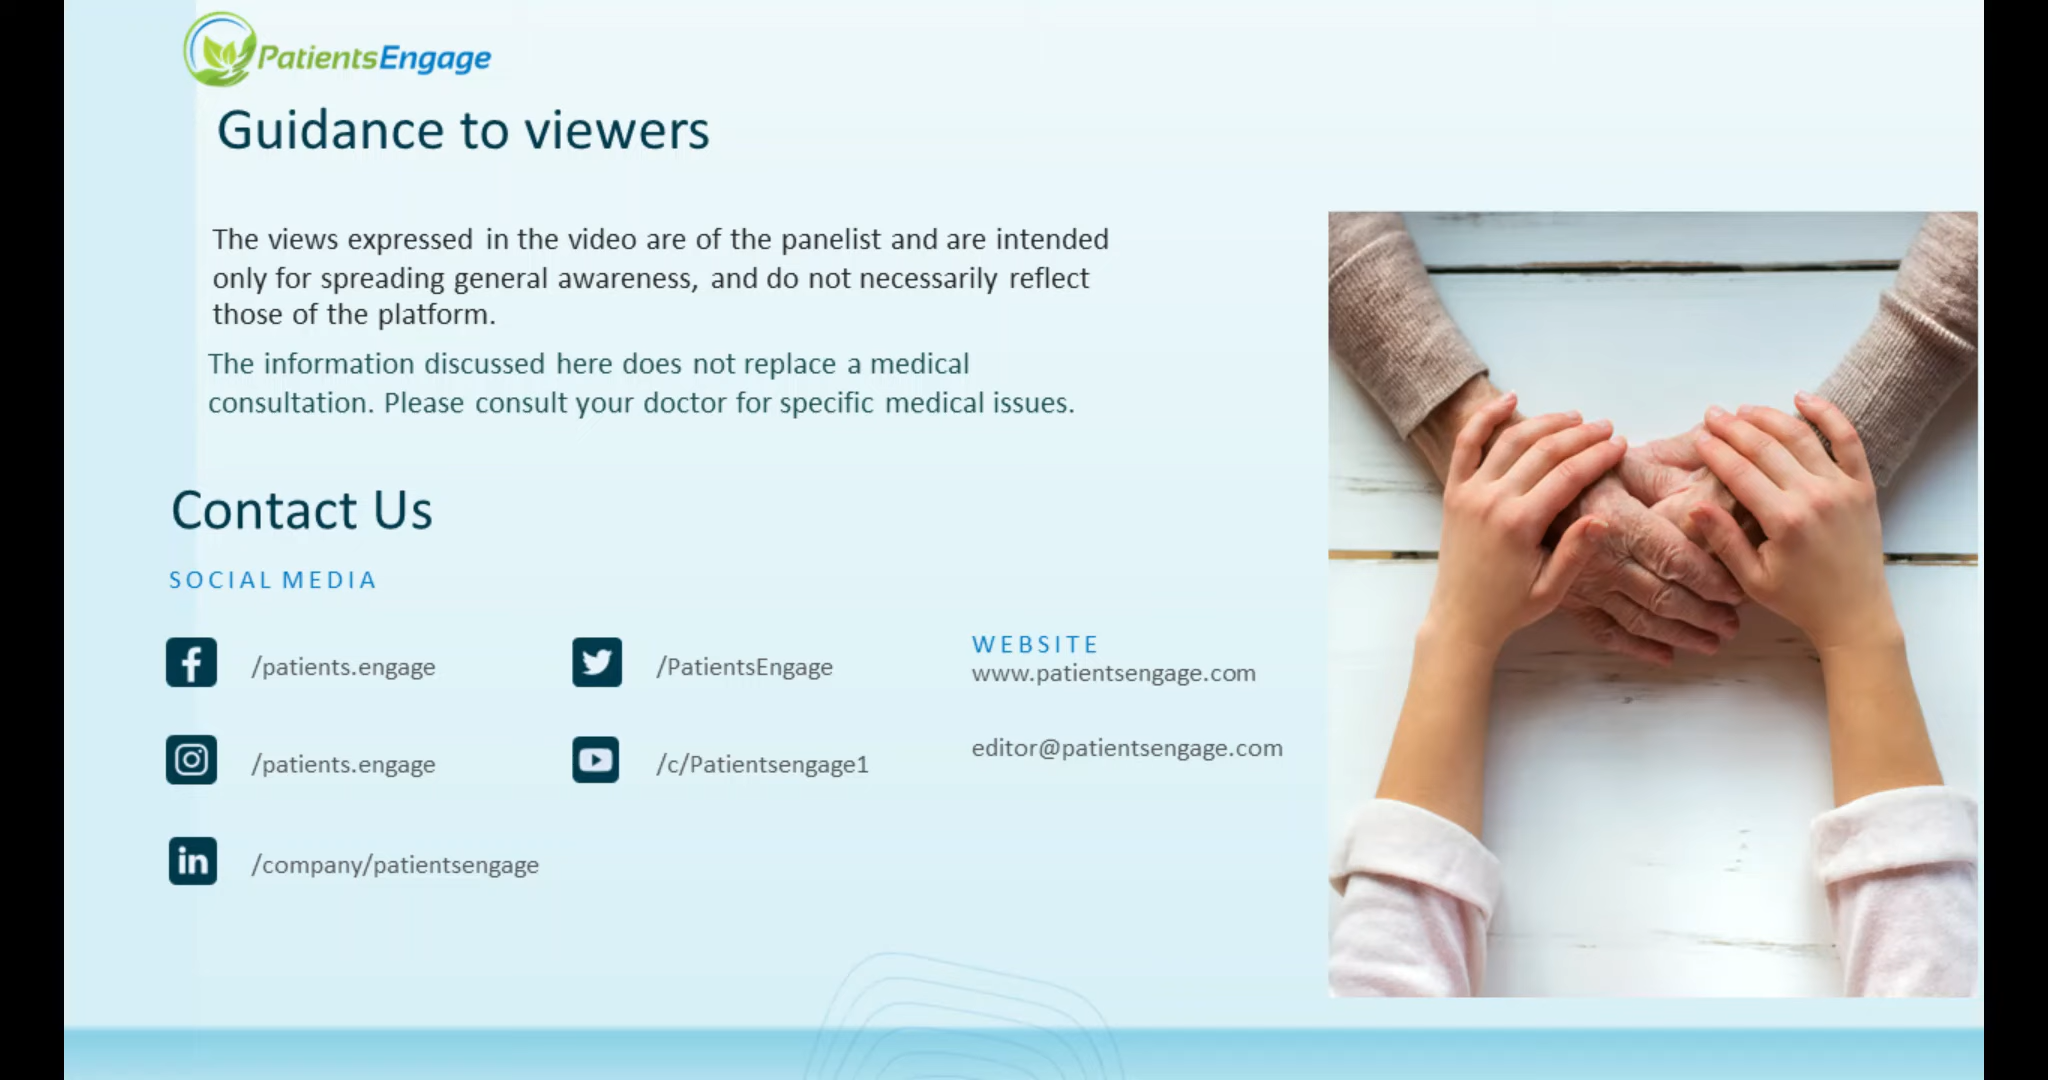 PatientsEngage
Guidance to viewers
The views expressed in the video are of the panelist and are intended
only for spreading general awareness, and do not necessarily reflect
those of the platform.
The information discussed here does not replace a medical
consultation. Please consult your doctor for specific medical issues.
Contact Us
SOCIAL MEDIA
/patients.engage
/PatientsEngage
/patients.engage
/c/Patientsengage1
/company/patientsengage
WEBSITE
www.patientsengage.com
editor@patientsengage.com